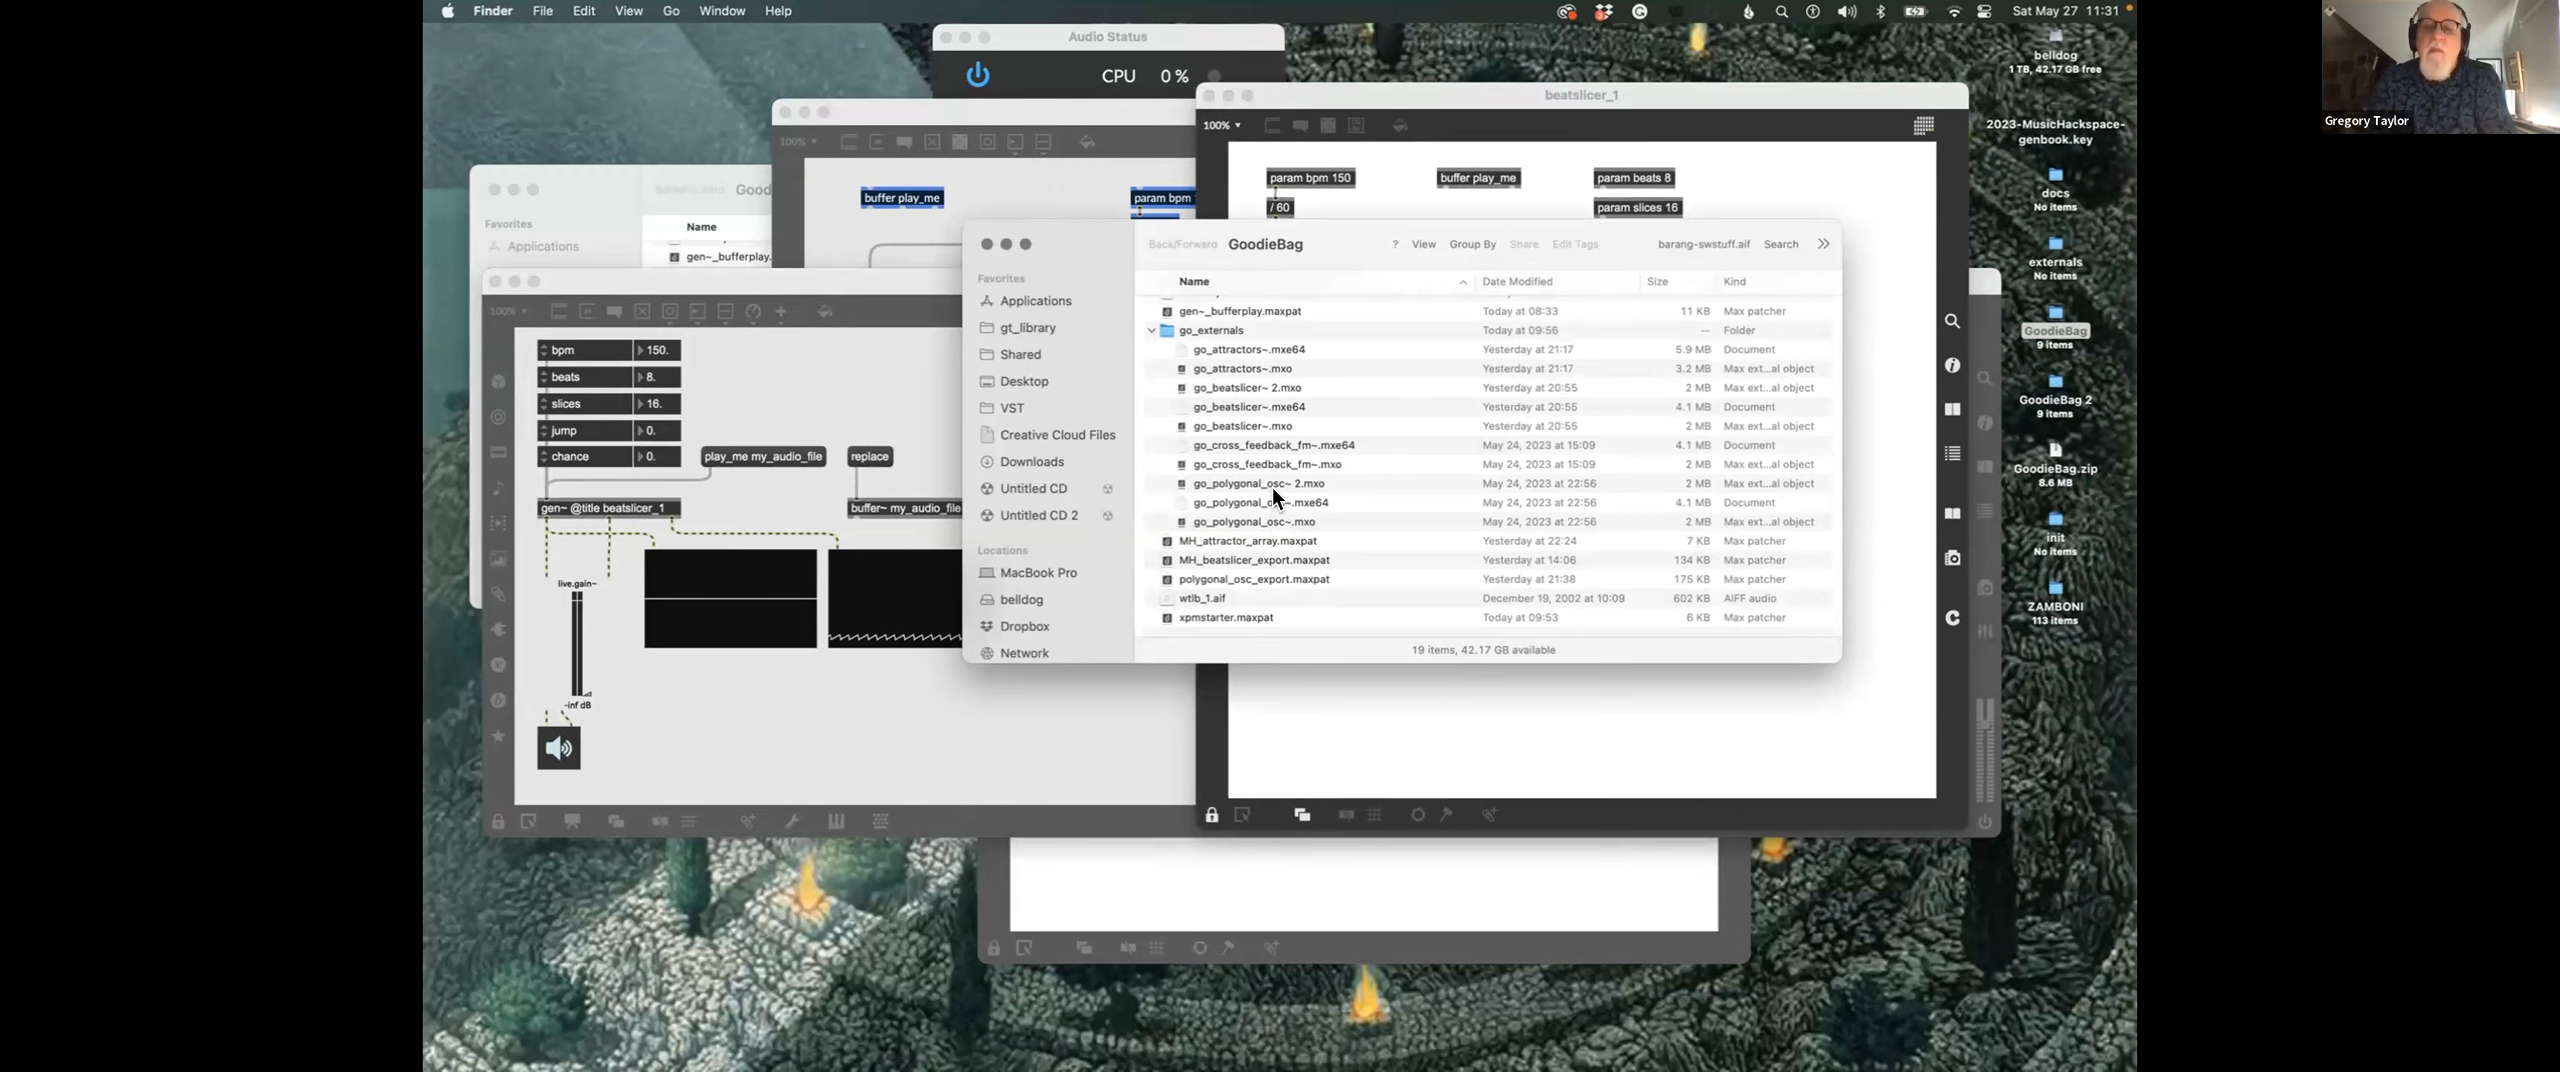 Finder File Edit View Go Window Help
Sat May 27 11:31
Gregory Taylor
belldog
1 TB, 42.17 GB free
2023-MusicHackspace-
genbook.key
docs
No items
externals
No items
GoodieBag
9 items
GoodieBag 2
9 items
GoodieBag.zip
8.6 MB
init
No items
ZAMBONI
113 items
Audio Status
CPU 0 %
100%
buffer play_me
param bpm
beatslicer_1
100%
param bpm 150
buffer play_me
param beats 8
/ 60
param slices 16
Favorites
Applications
Name
gen~_bufferplay.
100%
bpm 150.
beats 8.
slices 16.
jump 0.
chance 0.
play_me my_audio_file
replace
gen~ @title beatslicer_1
buffer~ my_audio_file
live.gain~
-inf dB
Back/Forward GoodieBag ? View Group By Share Edit Tags barang-swstuff.aif Search
Favorites
Applications
gt_library
Shared
Desktop
VST
Creative Cloud Files
Downloads
Untitled CD
Untitled CD 2
Locations
MacBook Pro
belldog
Dropbox
Network
Name Date Modified Size Kind
gen~_bufferplay.maxpat Today at 08:33 11 KB Max patcher
go_externals Today at 09:56 -- Folder
go_attractors~.mxe64 Yesterday at 21:17 5.9 MB Document
go_attractors~.mxo Yesterday at 21:17 3.2 MB Max ext...al object
go_beatslicer~ 2.mxo Yesterday at 20:55 2 MB Max ext...al object
go_beatslicer~.mxe64 Yesterday at 20:55 4.1 MB Document
go_beatslicer~.mxo Yesterday at 20:55 2 MB Max ext...al object
go_cross_feedback_fm~.mxe64 May 24, 2023 at 15:09 4.1 MB Document
go_cross_feedback_fm~.mxo May 24, 2023 at 15:09 2 MB Max ext...al object
go_polygonal_osc~ 2.mxo May 24, 2023 at 22:56 2 MB Max ext...al object
go_polygonal_osc~.mxe64 May 24, 2023 at 22:56 4.1 MB Document
go_polygonal_osc~.mxo May 24, 2023 at 22:56 2 MB Max ext...al object
MH_attractor_array.maxpat Yesterday at 22:24 7 KB Max patcher
MH_beatslicer_export.maxpat Yesterday at 14:06 134 KB Max patcher
polygonal_osc_export.maxpat Yesterday at 21:38 175 KB Max patcher
wtlb_1.aif December 19, 2002 at 10:09 602 KB AIFF audio
xpmstarter.maxpat Today at 09:53 6 KB Max patcher
19 items, 42.17 GB available